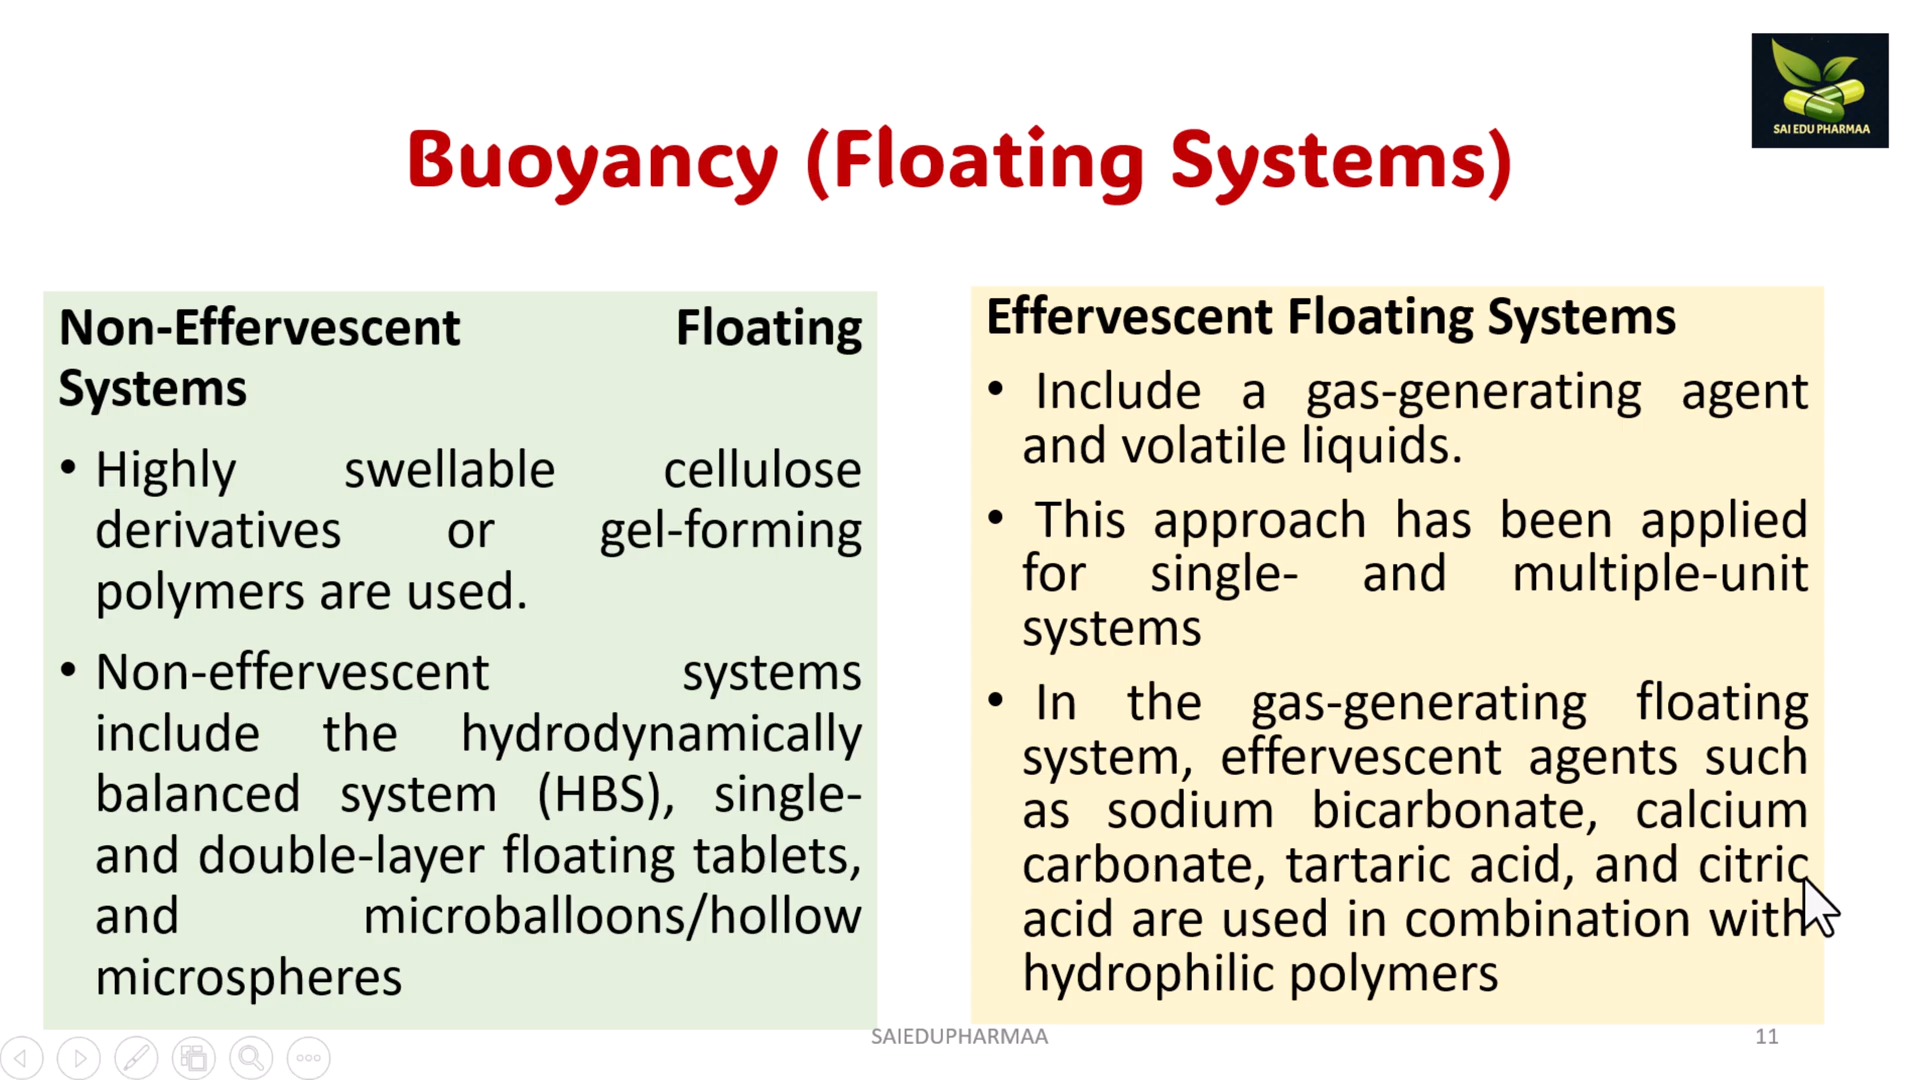 SAI EDU PHARMAA
Buoyancy (Floating Systems)
Non-Effervescent Floating
Systems
• Highly swellable cellulose
derivatives or gel-forming
polymers are used.
• Non-effervescent systems
include the hydrodynamically
balanced system (HBS), single-
and double-layer floating tablets,
and microballoons/hollow
microspheres
Effervescent Floating Systems
• Include a gas-generating agent
and volatile liquids.
• This approach has been applied
for single- and multiple-unit
systems
• In the gas-generating floating
system, effervescent agents such
as sodium bicarbonate, calcium
carbonate, tartaric acid, and citric
acid are used in combination with
hydrophilic polymers
SAIEDUPHARMAA
11